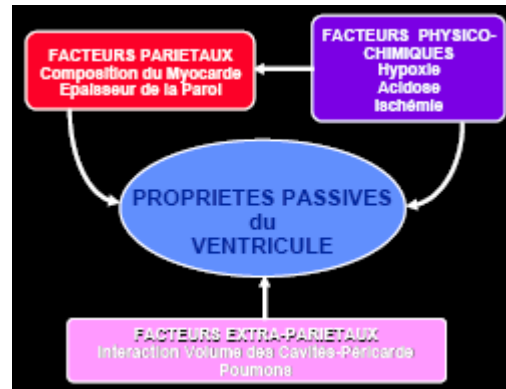 FACTEURS PARIETAUX
Composition du Myocarde
Epaisseur de la Paroi
FACTEURS PHYSICO-
CHIMIQUES
Hypoxie
Acidose
Ischémie
PROPRIETES PASSIVES
du
VENTRICULE
FACTEURS EXTRA-PARIETAUX
Interaction Volume des Cavités-Péricarde
Poumons